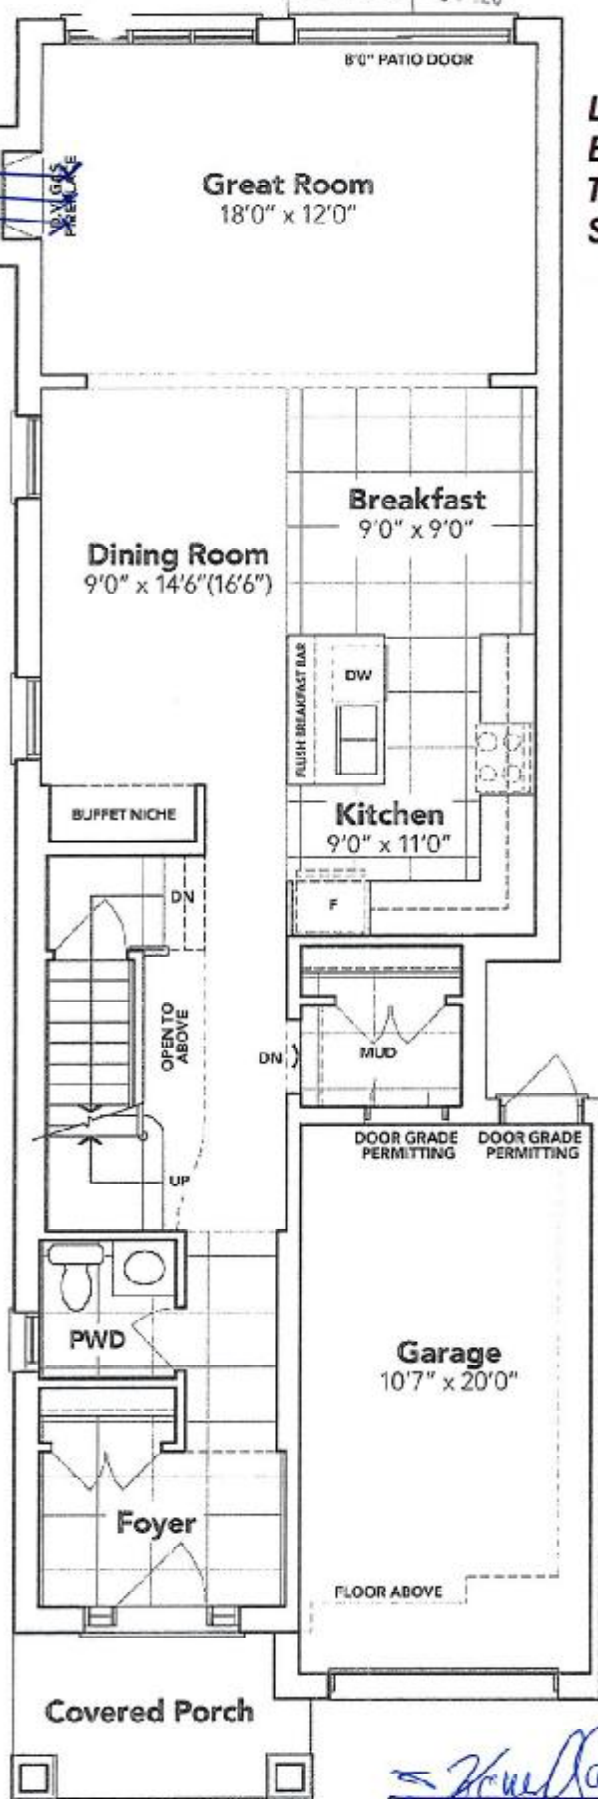 8'0" PATIO DOOR
Great Room
18'0" x 12'0"
Breakfast
9'0" x 9'0"
Dining Room
9'0" x 14'6"(16'6")
FLUSH BREAKFAST BAR
DW
BUFFET NICHE
Kitchen
9'0" x 11'0"
DN
F
OPEN TO
ABOVE
DN
MUD
DOOR GRADE
PERMITTING
DOOR GRADE
PERMITTING
UP
PWD
Garage
10'7" x 20'0"
Foyer
FLOOR ABOVE
Covered Porch